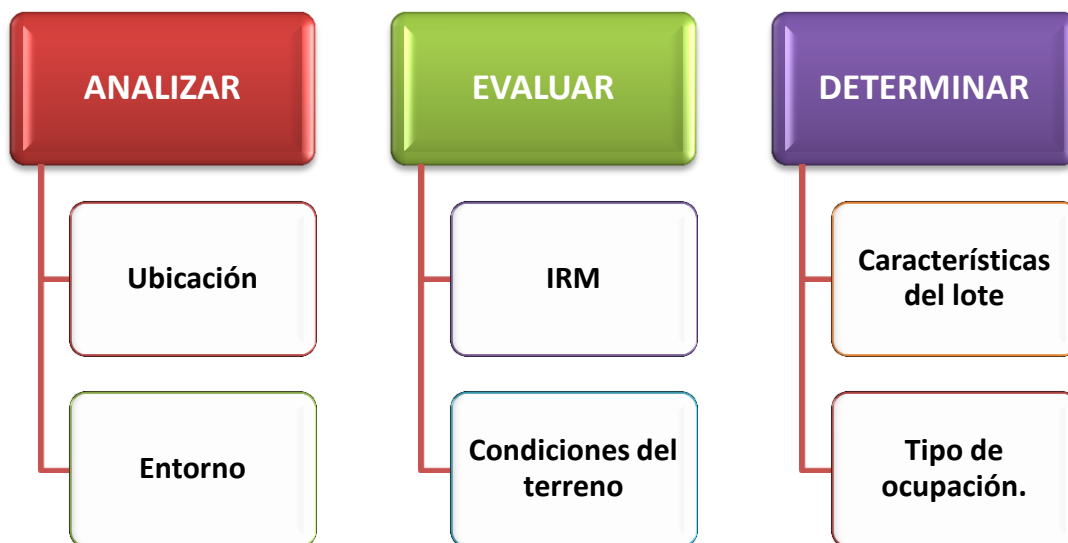 ANALIZAR
Ubicación
Entorno
EVALUAR
IRM
Condiciones del
terreno
DETERMINAR
Características
del lote
Tipo de
ocupación.